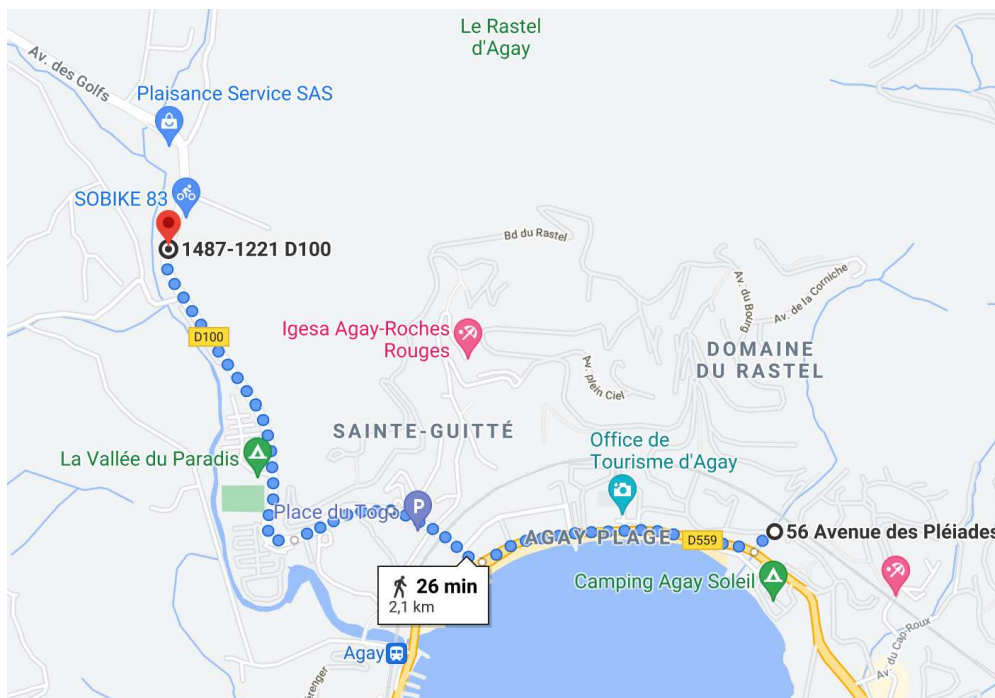 Le Rastel
d'Agay
Av. des Golfs
Plaisance Service SAS
SOBIKE 83
1487-1221 D100
Bd du Rastel
Av. du Bourg
Av. de la Corniche
D100
Igesa Agay-Roches
Rouges
DOMAINE
DU RASTEL
Av. plein Ciel
SAINTE-GUITTÉ
Office de
Tourisme d'Agay
La Vallée du Paradis
Place du Togo
P
AGAY PLAGE
D559
56 Avenue des Pléiades
26 min
2,1 km
Camping Agay Soleil
Agay
Av. du Cap-Roux